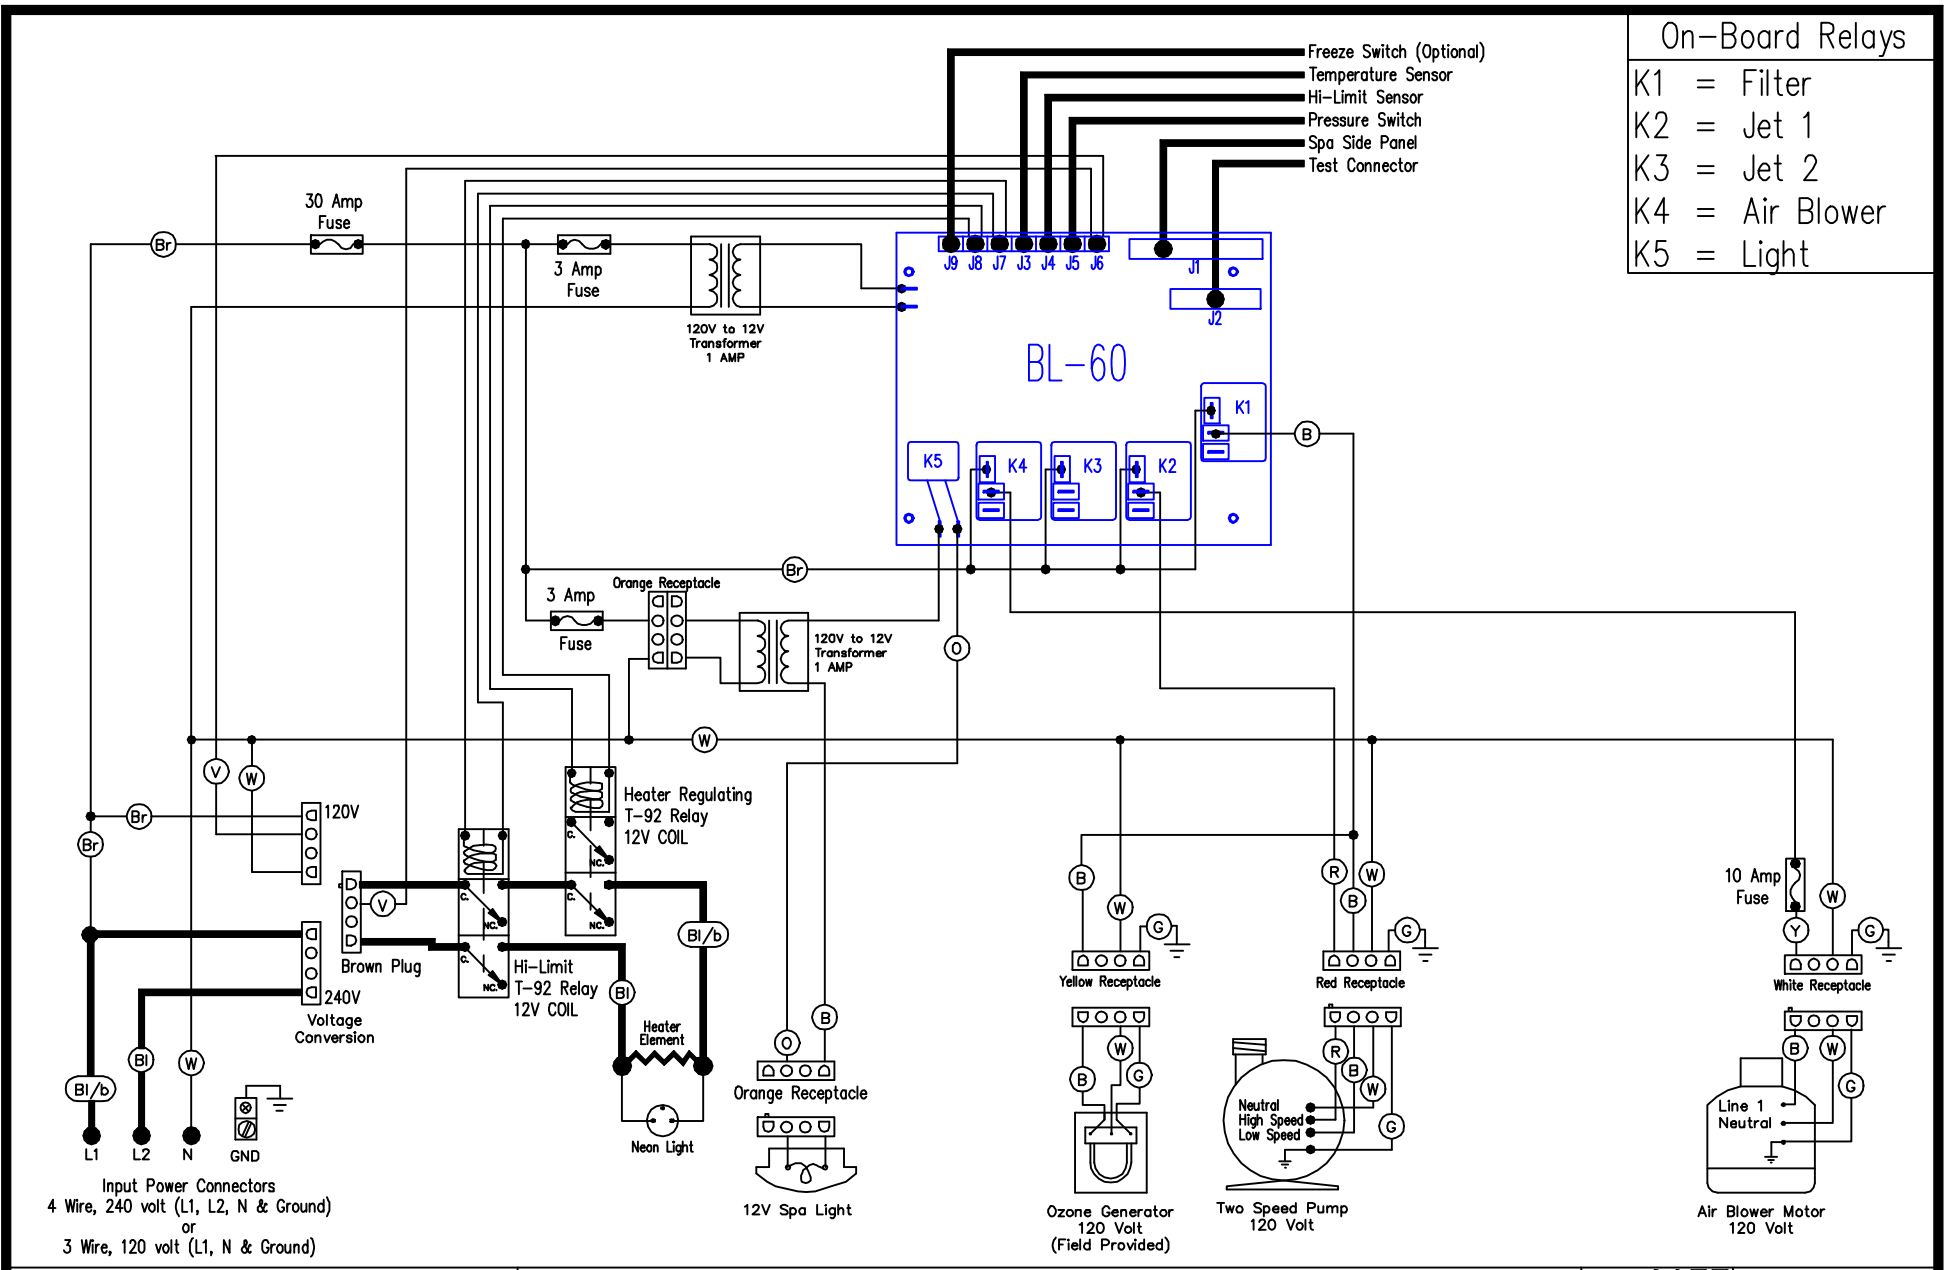 On-Board Relays
K1 = Filter
K2 = Jet 1
K3 = Jet 2
K4 = Air Blower
K5 = Light
Freeze Switch (Optional)
Temperature Sensor
Hi-Limit Sensor
Pressure Switch
Spa Side Panel
Test Connector
30 Amp
Fuse
Br
3 Amp
Fuse
120V to 12V
Transformer
1 AMP
J9 J8 J7 J3 J4 J5 J6
J1
J2
BL-60
K1
B
K5 K4 K3 K2
Br
Orange Receptacle
3 Amp
Fuse
120V to 12V
Transformer
1 AMP
O
W
V W
Br
120V
Br
Heater Regulating
T-92 Relay
12V COIL
C.
NC.
C.
NC.
V
C.
NC.
C.
NC.
Brown Plug
240V
Voltage
Conversion
Hi-Limit
T-92 Relay
12V COIL
Bl/b
Bl
Heater
Element
Neon Light
Bl/b
Bl
W
L1 L2 N GND
Input Power Connectors
4 Wire, 240 volt (L1, L2, N & Ground)
or
3 Wire, 120 volt (L1, N & Ground)
O B
Orange Receptacle
12V Spa Light
B W G
Yellow Receptacle
B W G
Ozone Generator
120 Volt
(Field Provided)
R B W G
Red Receptacle
R B W G
Neutral
High Speed
Low Speed
Two Speed Pump
120 Volt
10 Amp
Fuse
Y W G
White Receptacle
B W G
Line 1
Neutral
Air Blower Motor
120 Volt